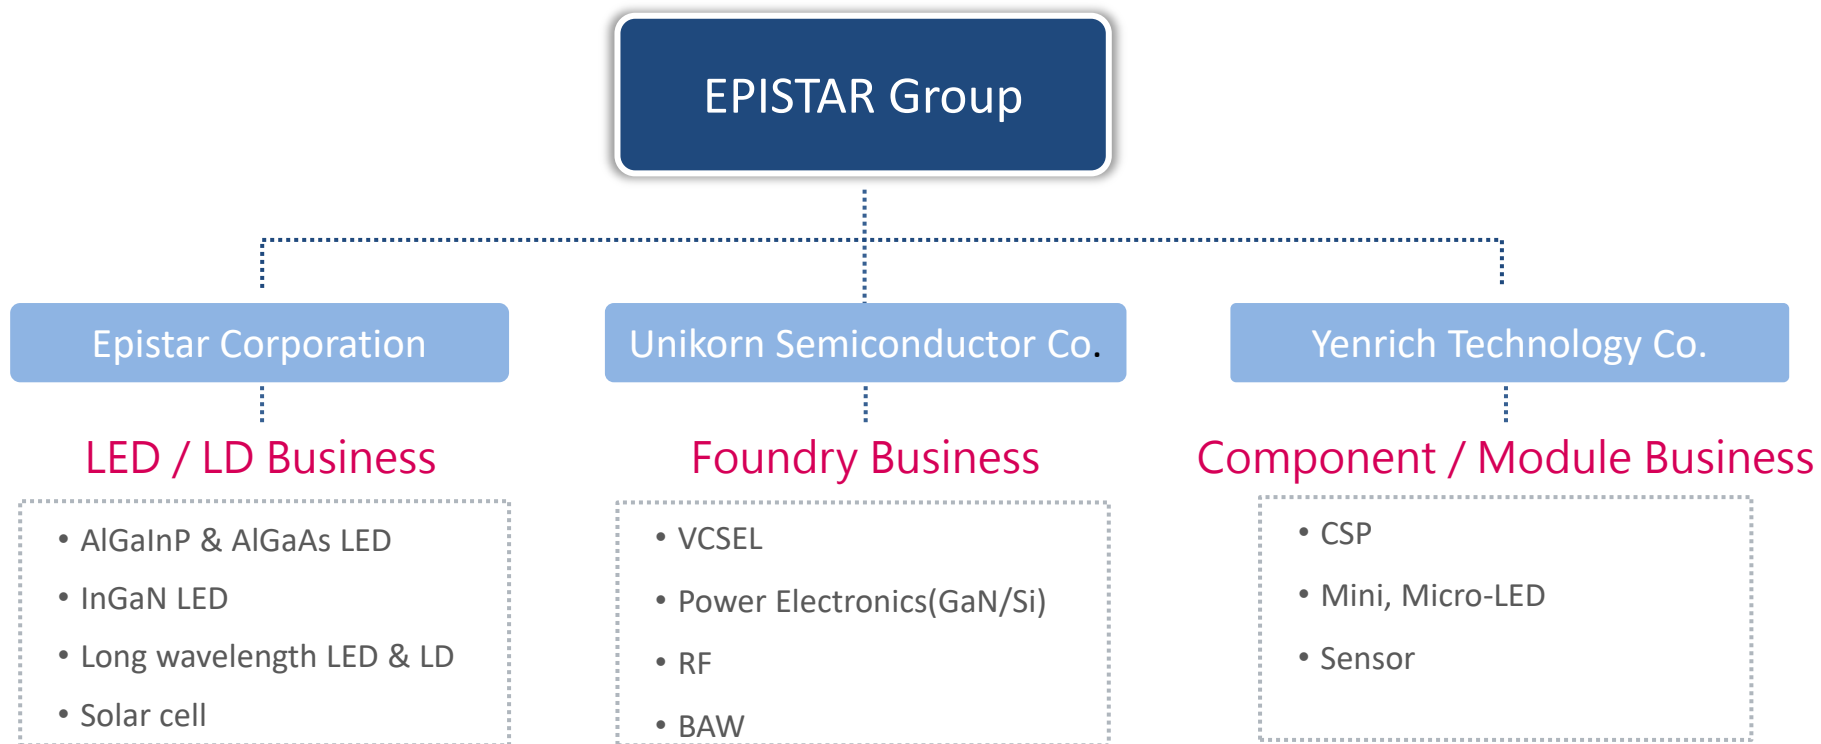 EPISTAR Group
Epistar Corporation
Unikorn Semiconductor Co.
Yenrich Technology Co.
LED / LD Business
Foundry Business
Component / Module Business
• AlGaInP & AlGaAs LED
• InGaN LED
• Long wavelength LED & LD
• Solar cell
• VCSEL
• Power Electronics(GaN/Si)
• RF
• BAW
• CSP
• Mini, Micro-LED
• Sensor